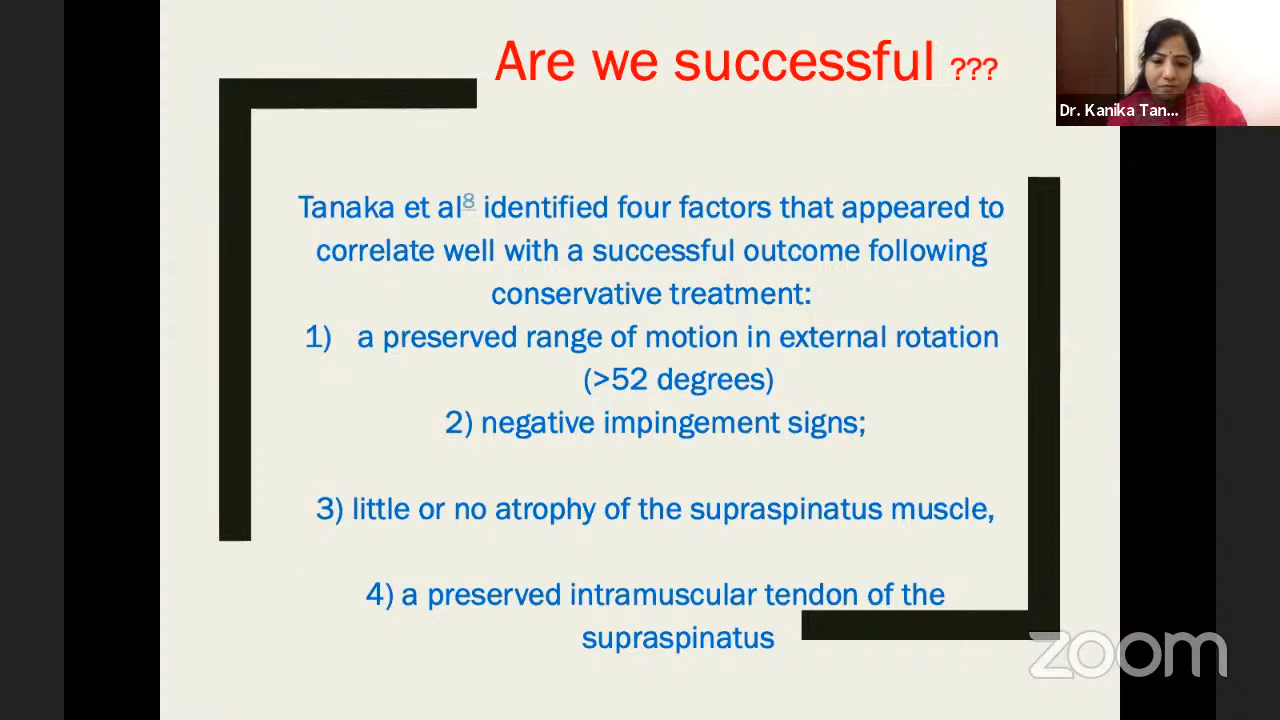 Are we successful ???
Dr. Kanika Tan...
Tanaka et al8 identified four factors that appeared to
correlate well with a successful outcome following
conservative treatment:
1) a preserved range of motion in external rotation
(>52 degrees)
2) negative impingement signs;
3) little or no atrophy of the supraspinatus muscle,
4) a preserved intramuscular tendon of the
supraspinatus
zoom